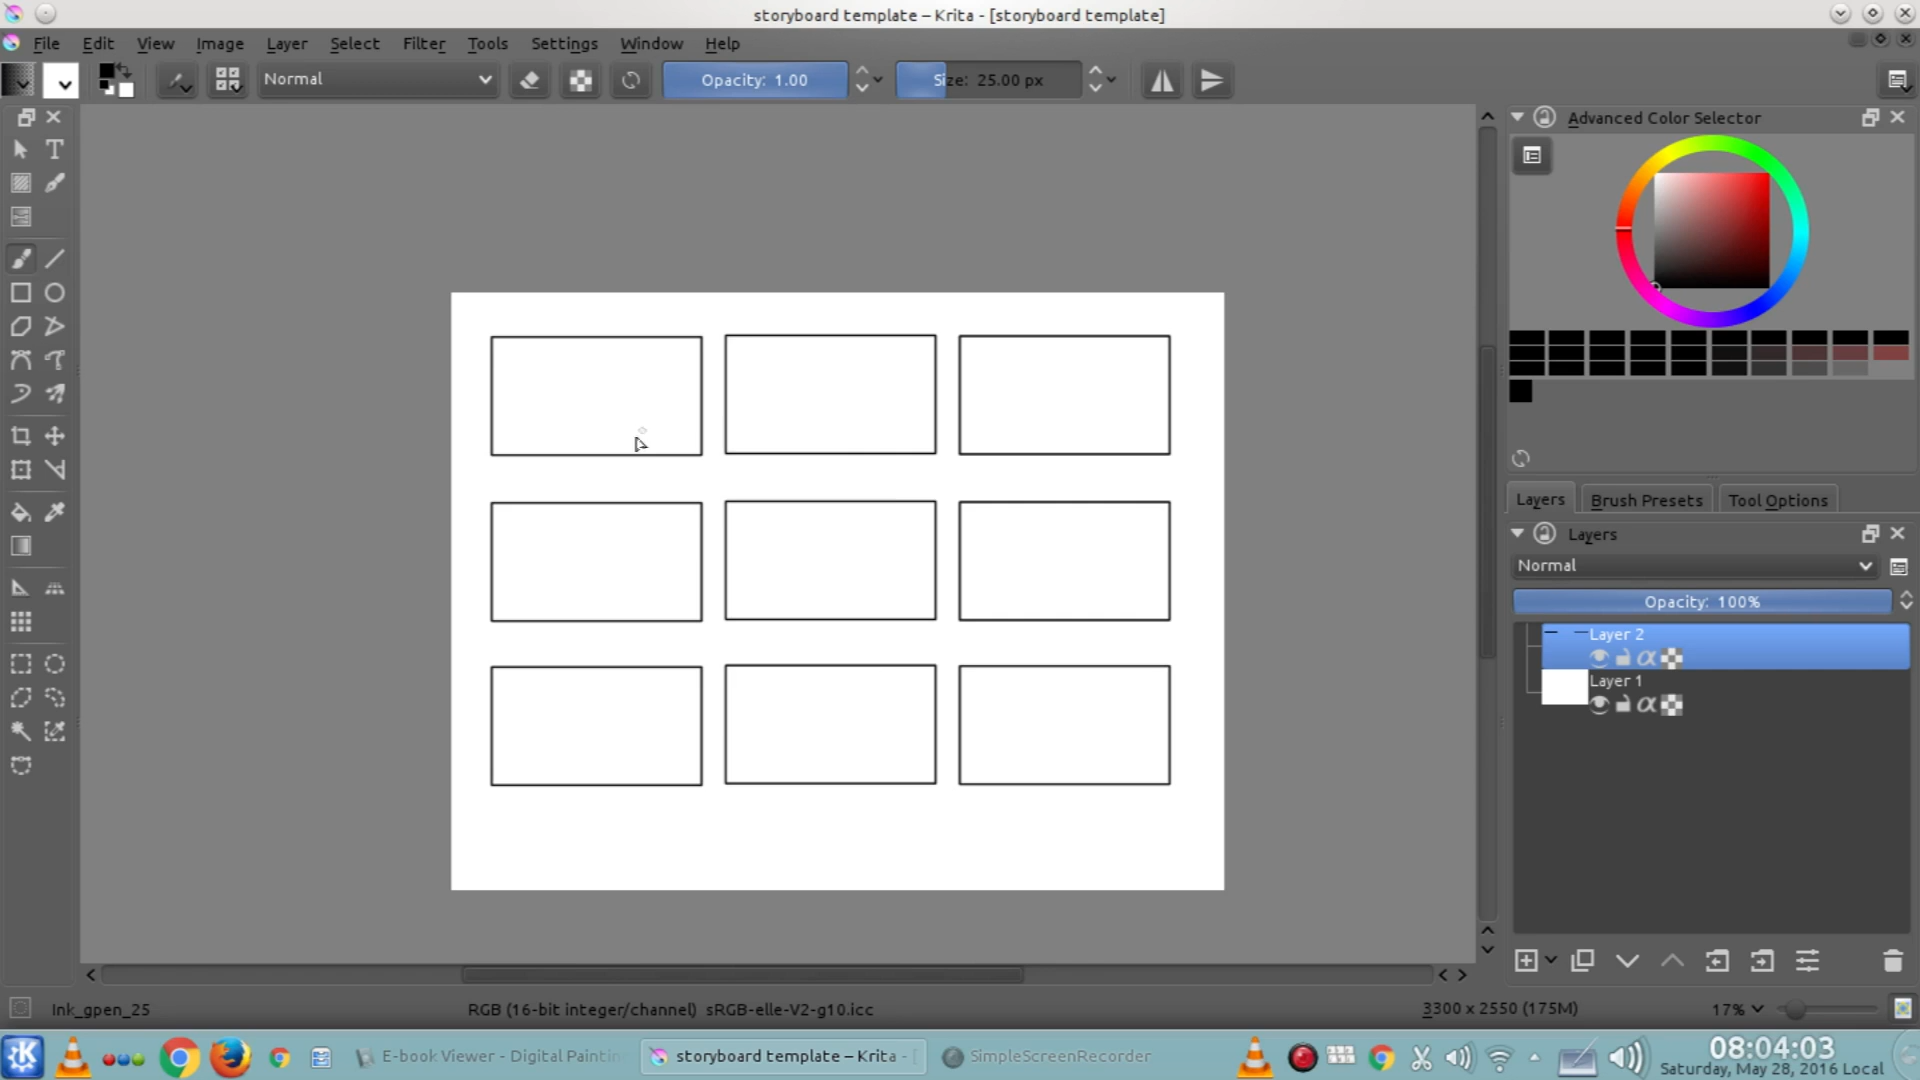 storyboard template – Krita - [storyboard template]
File Edit View Image Layer Select Filter Tools Settings Window Help
Normal Opacity: 1.00 Size: 25.00 px
Advanced Color Selector
Layers Brush Presets Tool Options
Layers
Normal
Opacity: 100%
Layer 2
Layer 1
Ink_gpen_25 RGB (16-bit integer/channel) sRGB-elle-V2-g10.icc 3300 x 2550 (175M) 17%
E-book Viewer - Digital Paintin storyboard template – Krita - [ SimpleScreenRecorder 08:04:03
Saturday, May 28, 2016 Local